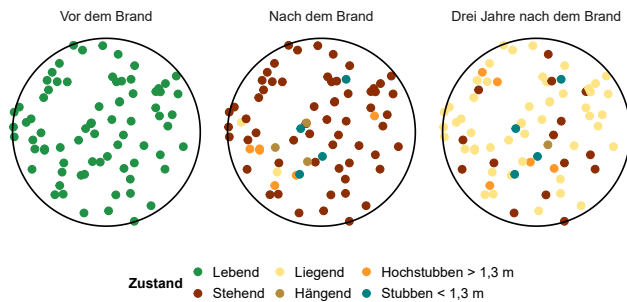 Vor dem Brand
Nach dem Brand
Drei Jahre nach dem Brand
Zustand
Lebend
Liegend
Hochstubben > 1,3 m
Stehend
Hängend
Stubben < 1,3 m